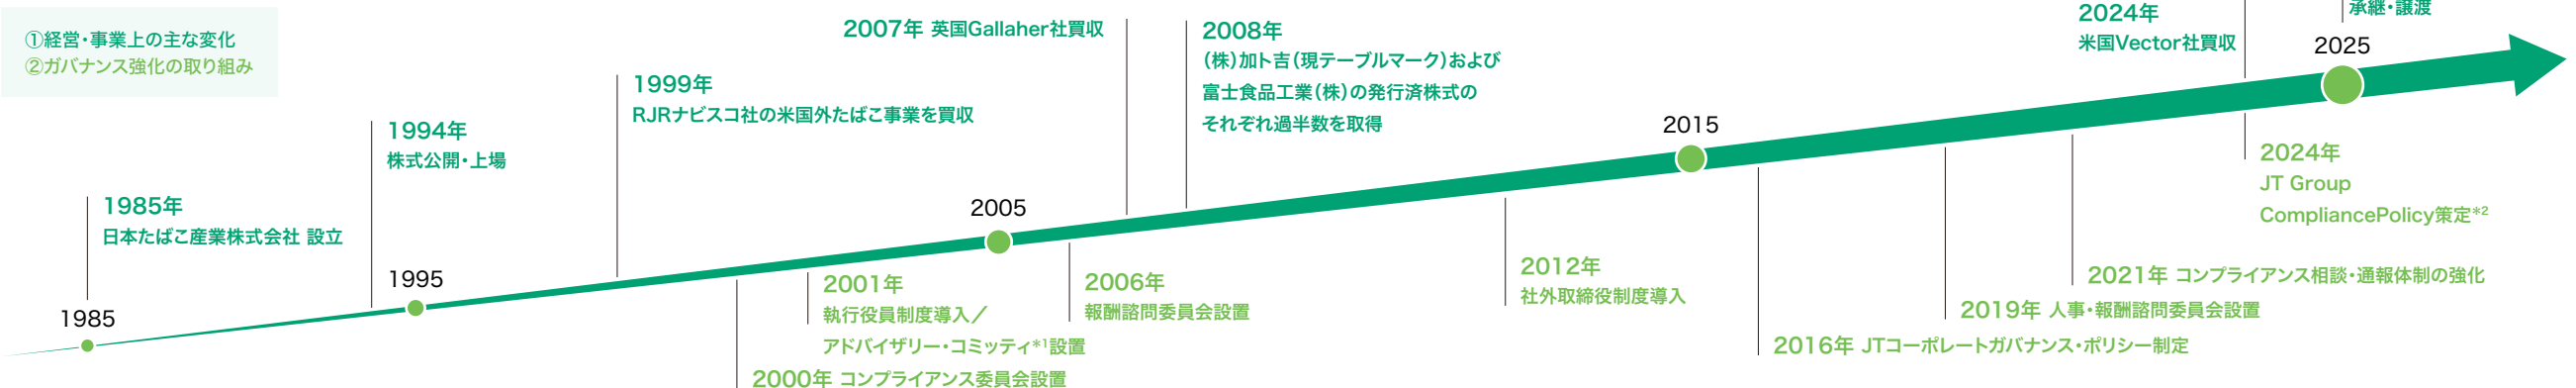 ①経営・事業上の主な変化
②ガバナンス強化の取り組み
1985年
日本たばこ産業株式会社 設立
1985
1994年
株式公開・上場
1995
1999年
RJRナビスコ社の米国外たばこ事業を買収
2000年 コンプライアンス委員会設置
2001年
執行役員制度導入／
アドバイザリー・コミッティ*1設置
2005
2006年
報酬諮問委員会設置
2007年 英国Gallaher社買収
2008年
（株）加ト吉（現テーブルマーク）および
富士食品工業（株）の発行済株式の
それぞれ過半数を取得
2012年
社外取締役制度導入
2015
2016年 JTコーポレートガバナンス・ポリシー制定
2019年 人事・報酬諮問委員会設置
2021年 コンプライアンス相談・通報体制の強化
2024年
米国Vector社買収
2024年
JT Group
CompliancePolicy策定*2
承継・譲渡
2025